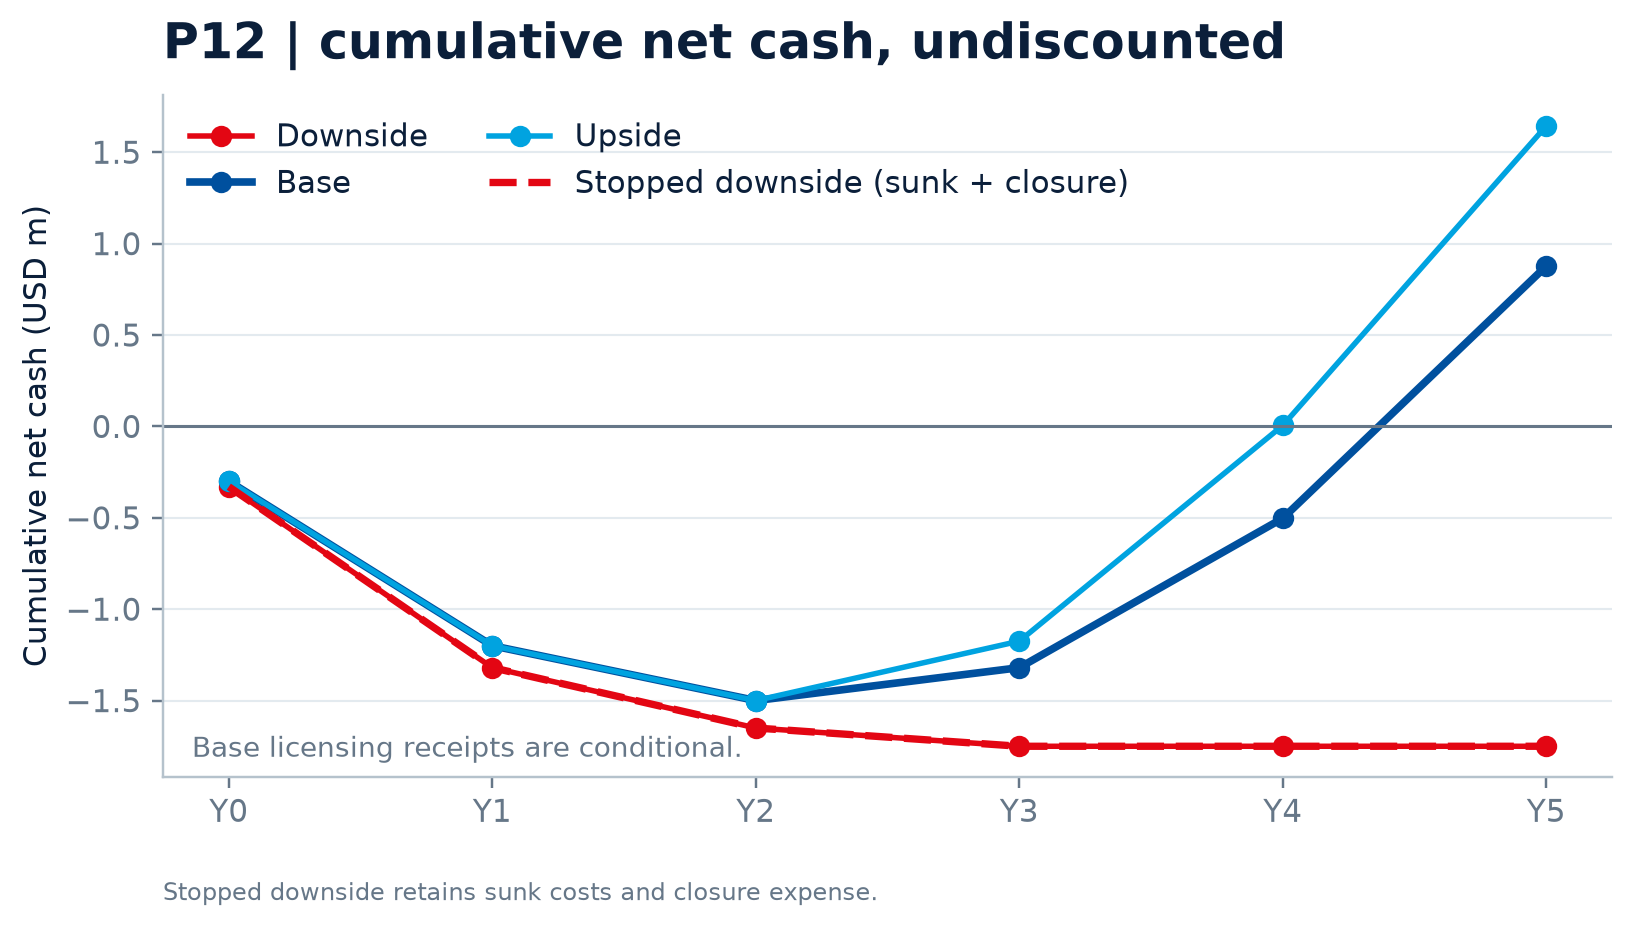 P12 | cumulative net cash, undiscounted
Downside
Upside
Base
Stopped downside (sunk + closure)
Cumulative net cash (USD m)
1.5
1.0
0.5
0.0
−0.5
−1.0
−1.5
Base licensing receipts are conditional.
Y0 Y1 Y2 Y3 Y4 Y5
Stopped downside retains sunk costs and closure expense.